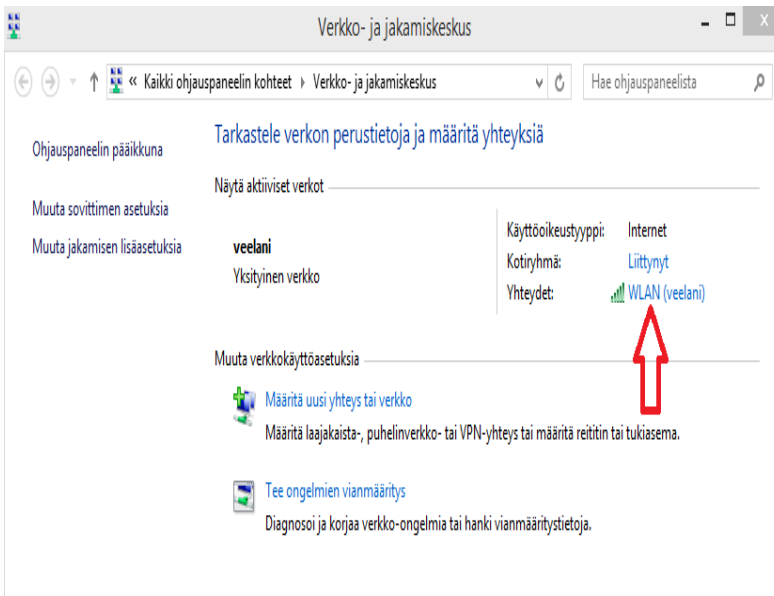 Verkko- ja jakamiskeskus
« Kaikki ohjauspaneelin kohteet Verkko- ja jakamiskeskus
Hae ohjauspaneelista
Ohjauspaneelin pääikkuna
Muuta sovittimen asetuksia
Muuta jakamisen lisäasetuksia
Tarkastele verkon perustietoja ja määritä yhteyksiä
Näytä aktiiviset verkot
veelani
Yksityinen verkko
Käyttöoikeustyyppi: Internet
Kotiryhmä: Liittynyt
Yhteydet: WLAN (veelani)
Muuta verkkokäyttöasetuksia
Määritä uusi yhteys tai verkko
Määritä laajakaista-, puhelinverkko- tai VPN-yhteys tai määritä reititin tai tukiasema.
Tee ongelmien vianmääritys
Diagnosoi ja korjaa verkko-ongelmia tai hanki vianmääritystietoja.